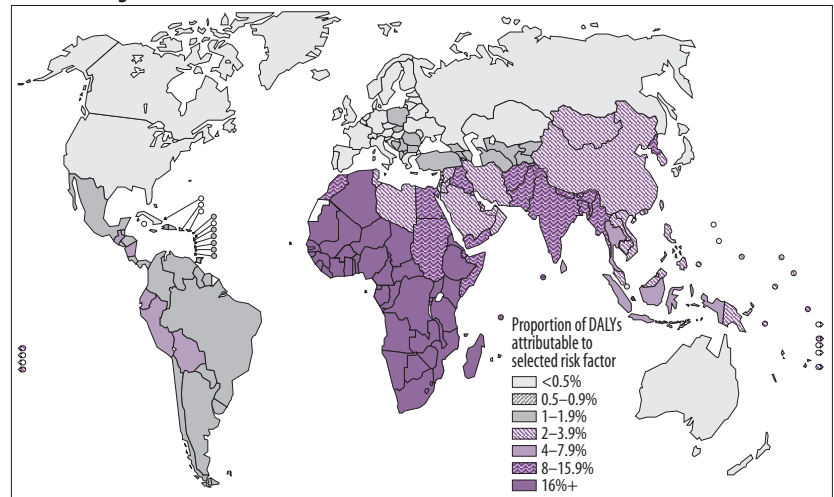 Proportion of DALYs
attributable to
selected risk factor
<0.5%
0.5–0.9%
1–1.9%
2–3.9%
4–7.9%
8–15.9%
16%+